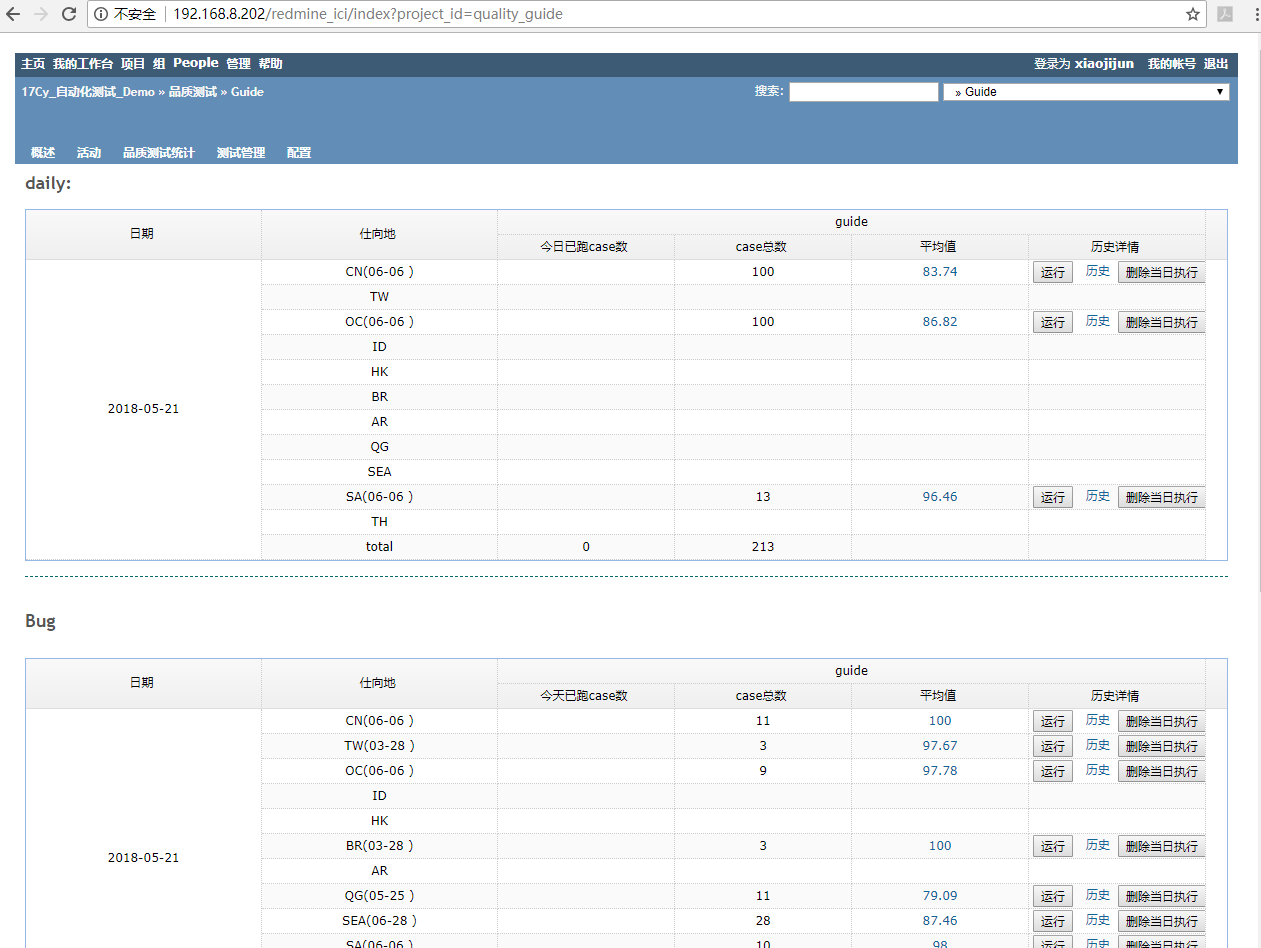 不安全 192.168.8.202/redmine_ici/index?project_id=quality_guide
主页 我的工作台 项目 组 People 管理 帮助 登录为 xiaojijun 我的帐号 退出
17Cy_自动化测试_Demo » 品质测试 » Guide 搜索: » Guide
概述 活动 品质测试统计 测试管理 配置
daily:
日期 仕向地 guide
今日已跑case数 case总数 平均值 历史详情
CN(06-06 ) 100 83.74 运行 历史 删除当日执行
TW
OC(06-06 ) 100 86.82 运行 历史 删除当日执行
ID
HK
BR
2018-05-21
AR
QG
SEA
SA(06-06 ) 13 96.46 运行 历史 删除当日执行
TH
total 0 213
Bug
日期 仕向地 guide
今天已跑case数 case总数 平均值 历史详情
CN(06-06 ) 11 100 运行 历史 删除当日执行
TW(03-28 ) 3 97.67 运行 历史 删除当日执行
OC(06-06 ) 9 97.78 运行 历史 删除当日执行
ID
HK
BR(03-28 ) 3 100 运行 历史 删除当日执行
2018-05-21
AR
QG(05-25 ) 11 79.09 运行 历史 删除当日执行
SEA(06-28 ) 28 87.46 运行 历史 删除当日执行
SA(06-06 ) 10 98 运行 历史 删除当日执行